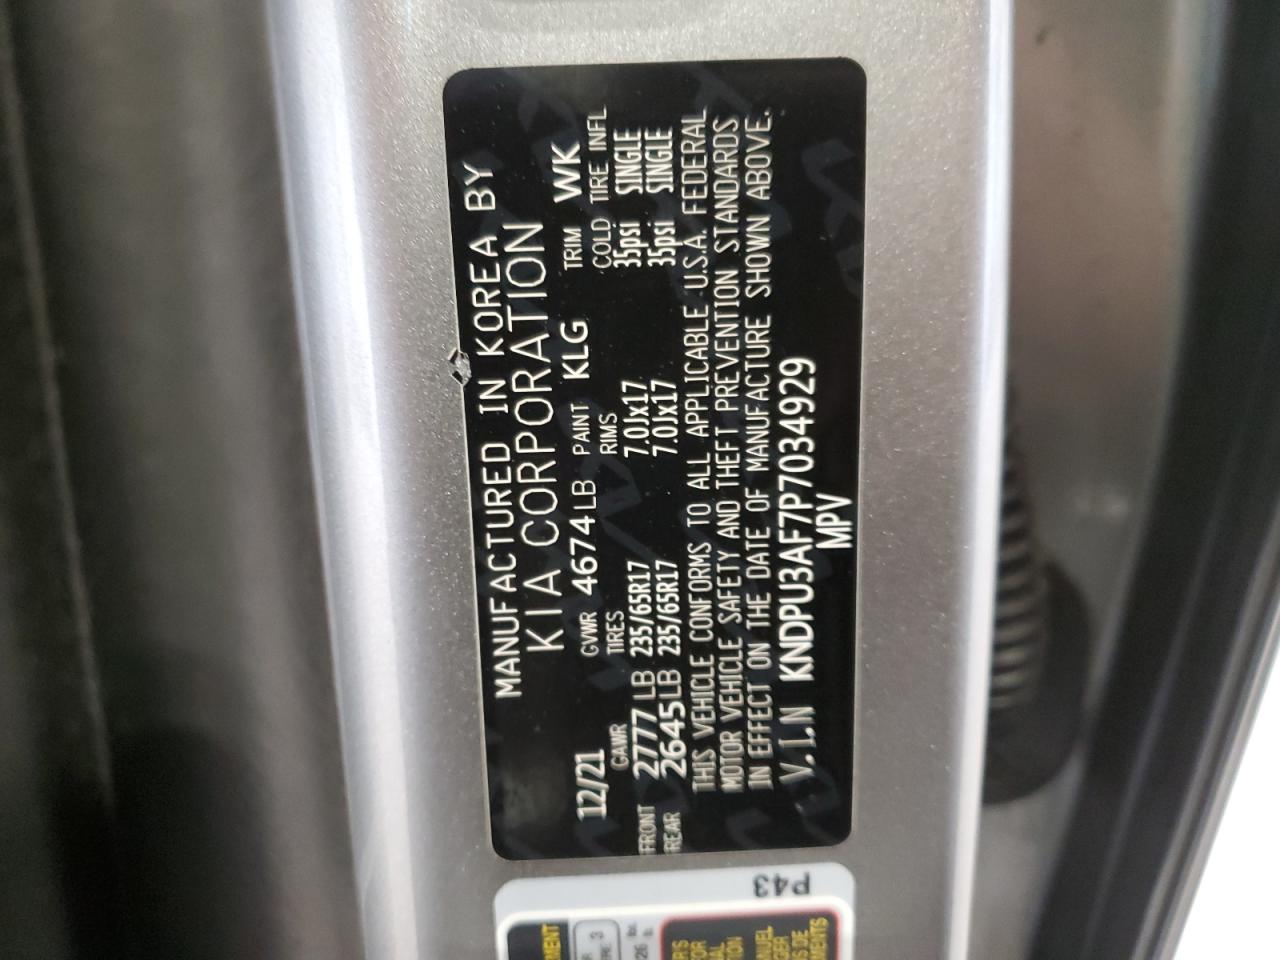 MANUFACTURED IN KOREA BY
KIA CORPORATION
12/21 GVWR 4674LB PAINT KLG TRIM WK
GAWR TIRES RIMS COLD TIRE INFL
FRONT 2777LB 235/65R17 7.0Jx17 35psi SINGLE
REAR 2645LB 235/65R17 7.0Jx17 35psi SINGLE
THIS VEHICLE CONFORMS TO ALL APPLICABLE U.S.A. FEDERAL
MOTOR VEHICLE SAFETY AND THEFT PREVENTION STANDARDS
IN EFFECT ON THE DATE OF MANUFACTURE SHOWN ABOVE.
V.I.N KNDPU3AF7P7034929
MPV
P43
MENT
3
26